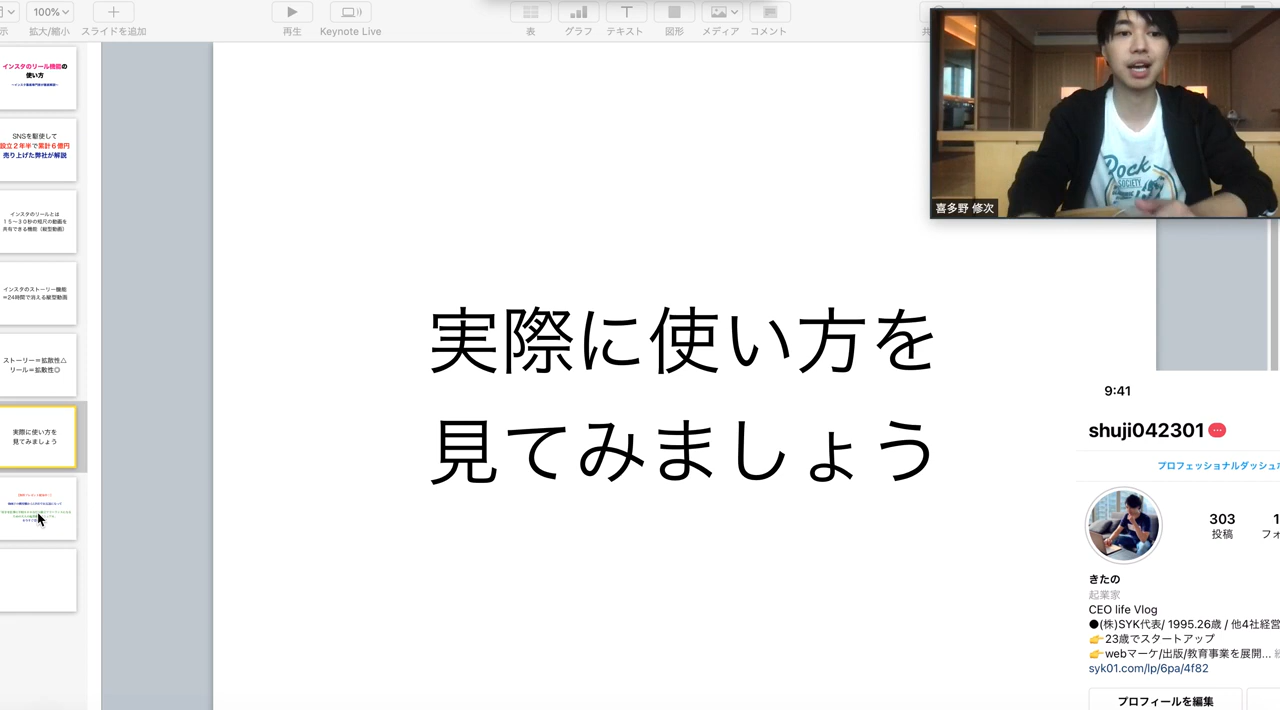 示
100%
拡大/縮小
スライドを追加
再生
Keynote Live
表
グラフ
テキスト
図形
メディア
コメント
共
インスタのリール機能の
使い方
SNSを駆使して
設立２年半で累計６億円
売り上げた弊社が解説
インスタのリールとは
１５〜３０秒の短尺の動画を
共有できる機能（縦型動画）
インスタのストーリー機能
＝24時間で消える縦型動画
ストーリー＝拡散性△
リール＝拡散性◎
実際に使い方を
見てみましょう
実際に使い方を
見てみましょう
Rock
SOCIETY
喜多野 修次
9:41
shuji042301
プロフェッショナルダッシュボ
303
投稿
1
フォ
きたの
起業家
CEO life Vlog
●(株)SYK代表/ 1995.26歳 / 他4社経営
👉23歳でスタートアップ
👉webマーケ/出版/教育事業を展開...
syk01.com/lp/6pa/4f82
プロフィールを編集